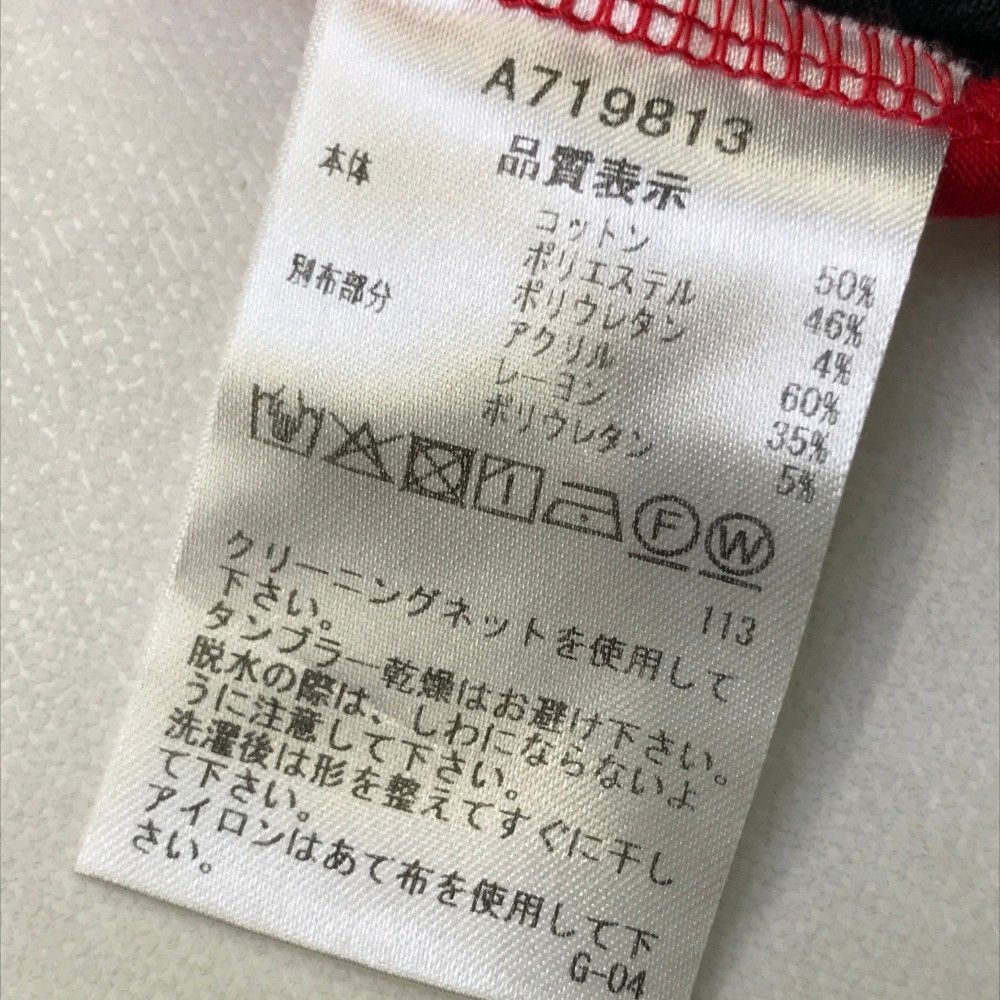 A719813
品質表示
本体 コットン 50%
ポリエステル 46%
ポリウレタン 4%
別布部分 アクリル 60%
レーヨン 35%
ポリウレタン 5%
F W
113
クリーニングネットを使用して
下さい。
タンブラー乾燥はお避け下さい。
脱水の際は、しわにならないよ
うに注意して下さい。
洗濯後は形を整えてすぐに干し
て下さい。
アイロンはあて布を使用して下
さい。
G-04